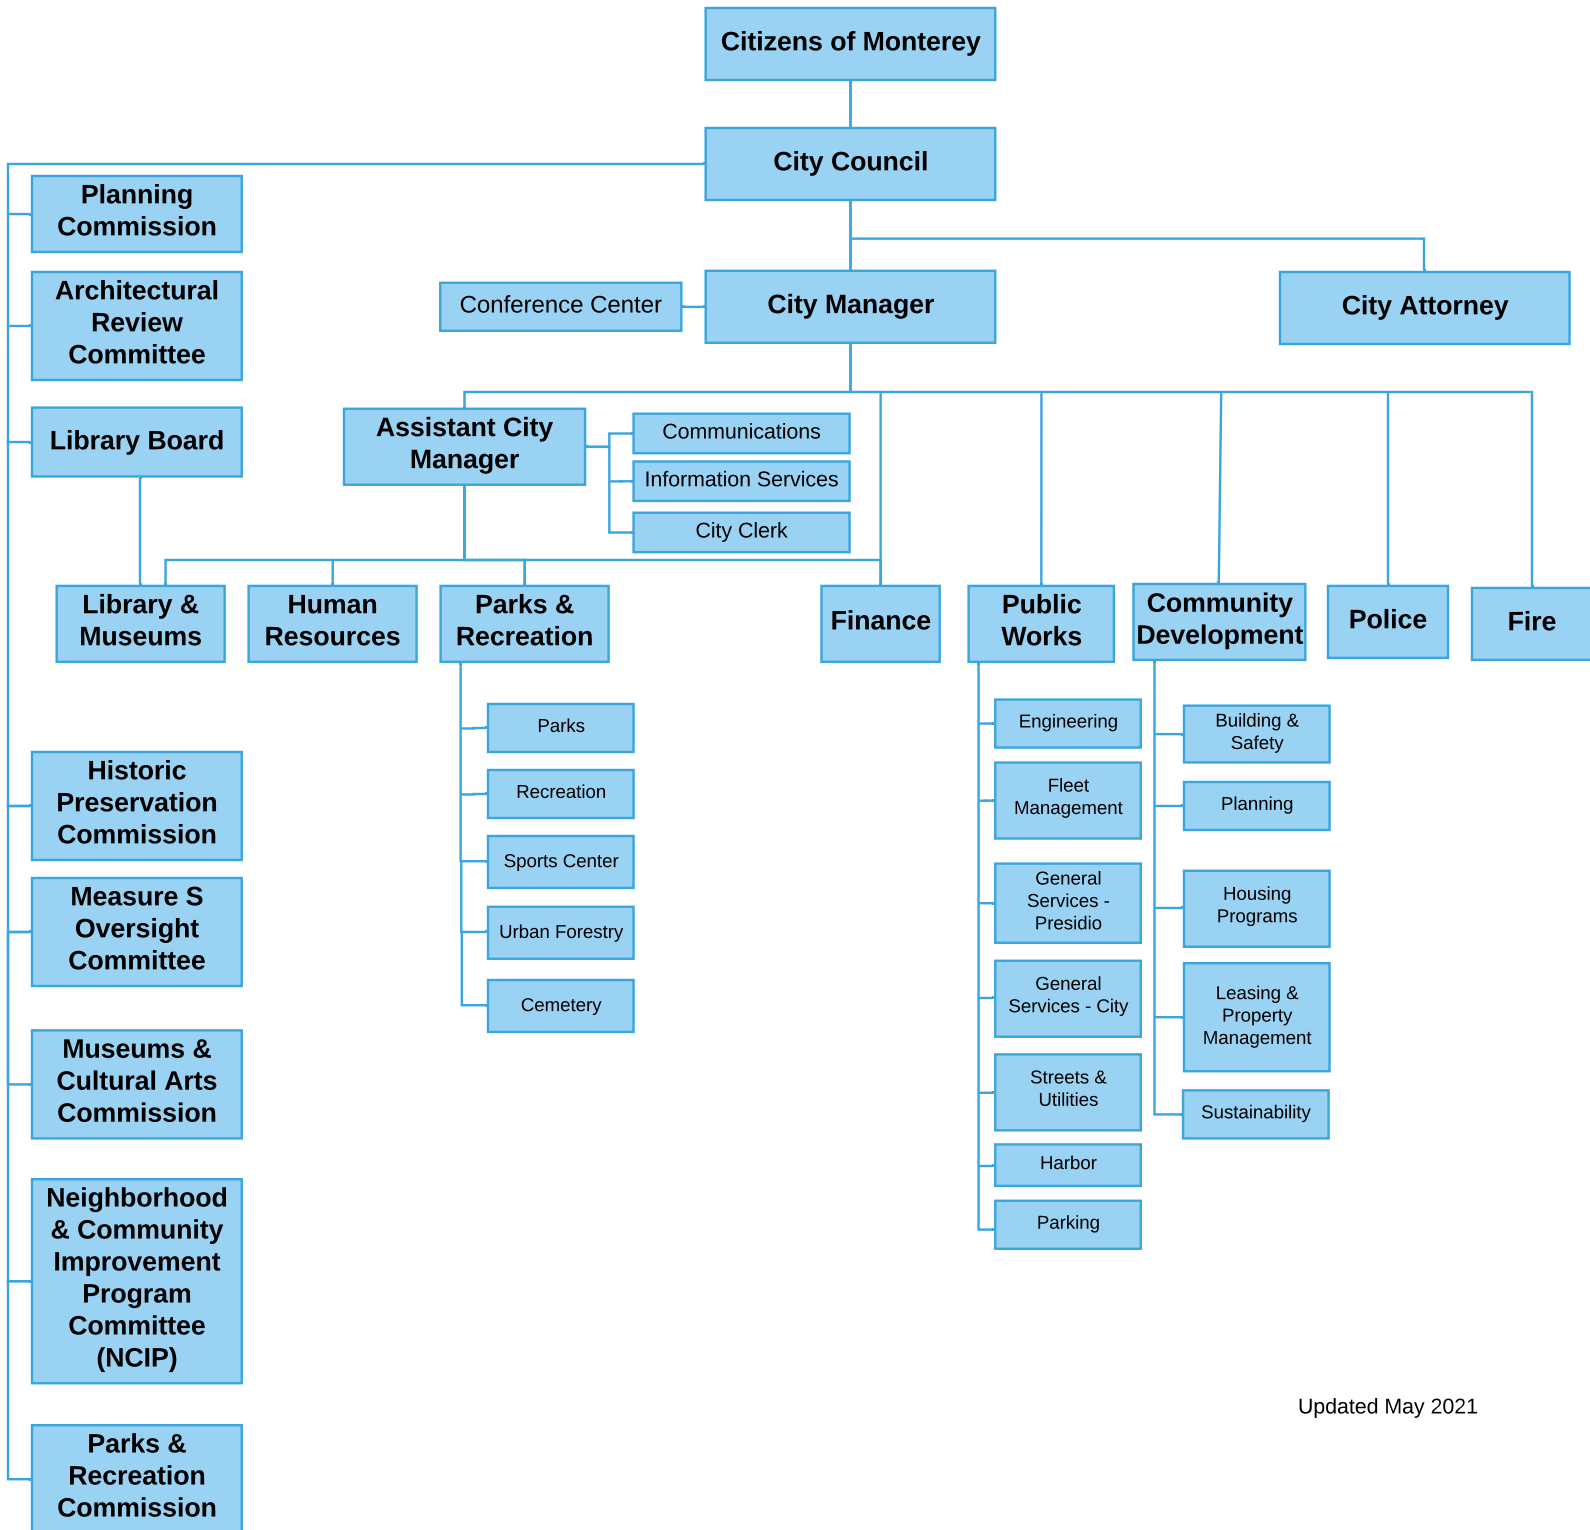 Citizens of Monterey
City Council
Planning
Commission
Architectural
Review
Committee
Library Board
Conference Center
City Manager
City Attorney
Assistant City
Manager
Communications
Information Services
City Clerk
Library &
Museums
Human
Resources
Parks &
Recreation
Finance
Public
Works
Community
Development
Police
Fire
Parks
Recreation
Sports Center
Urban Forestry
Cemetery
Engineering
Fleet
Management
General
Services -
Presidio
General
Services - City
Streets &
Utilities
Harbor
Parking
Building &
Safety
Planning
Housing
Programs
Leasing &
Property
Management
Sustainability
Historic
Preservation
Commission
Measure S
Oversight
Committee
Museums &
Cultural Arts
Commission
Neighborhood
& Community
Improvement
Program
Committee
(NCIP)
Parks &
Recreation
Commission
Updated May 2021